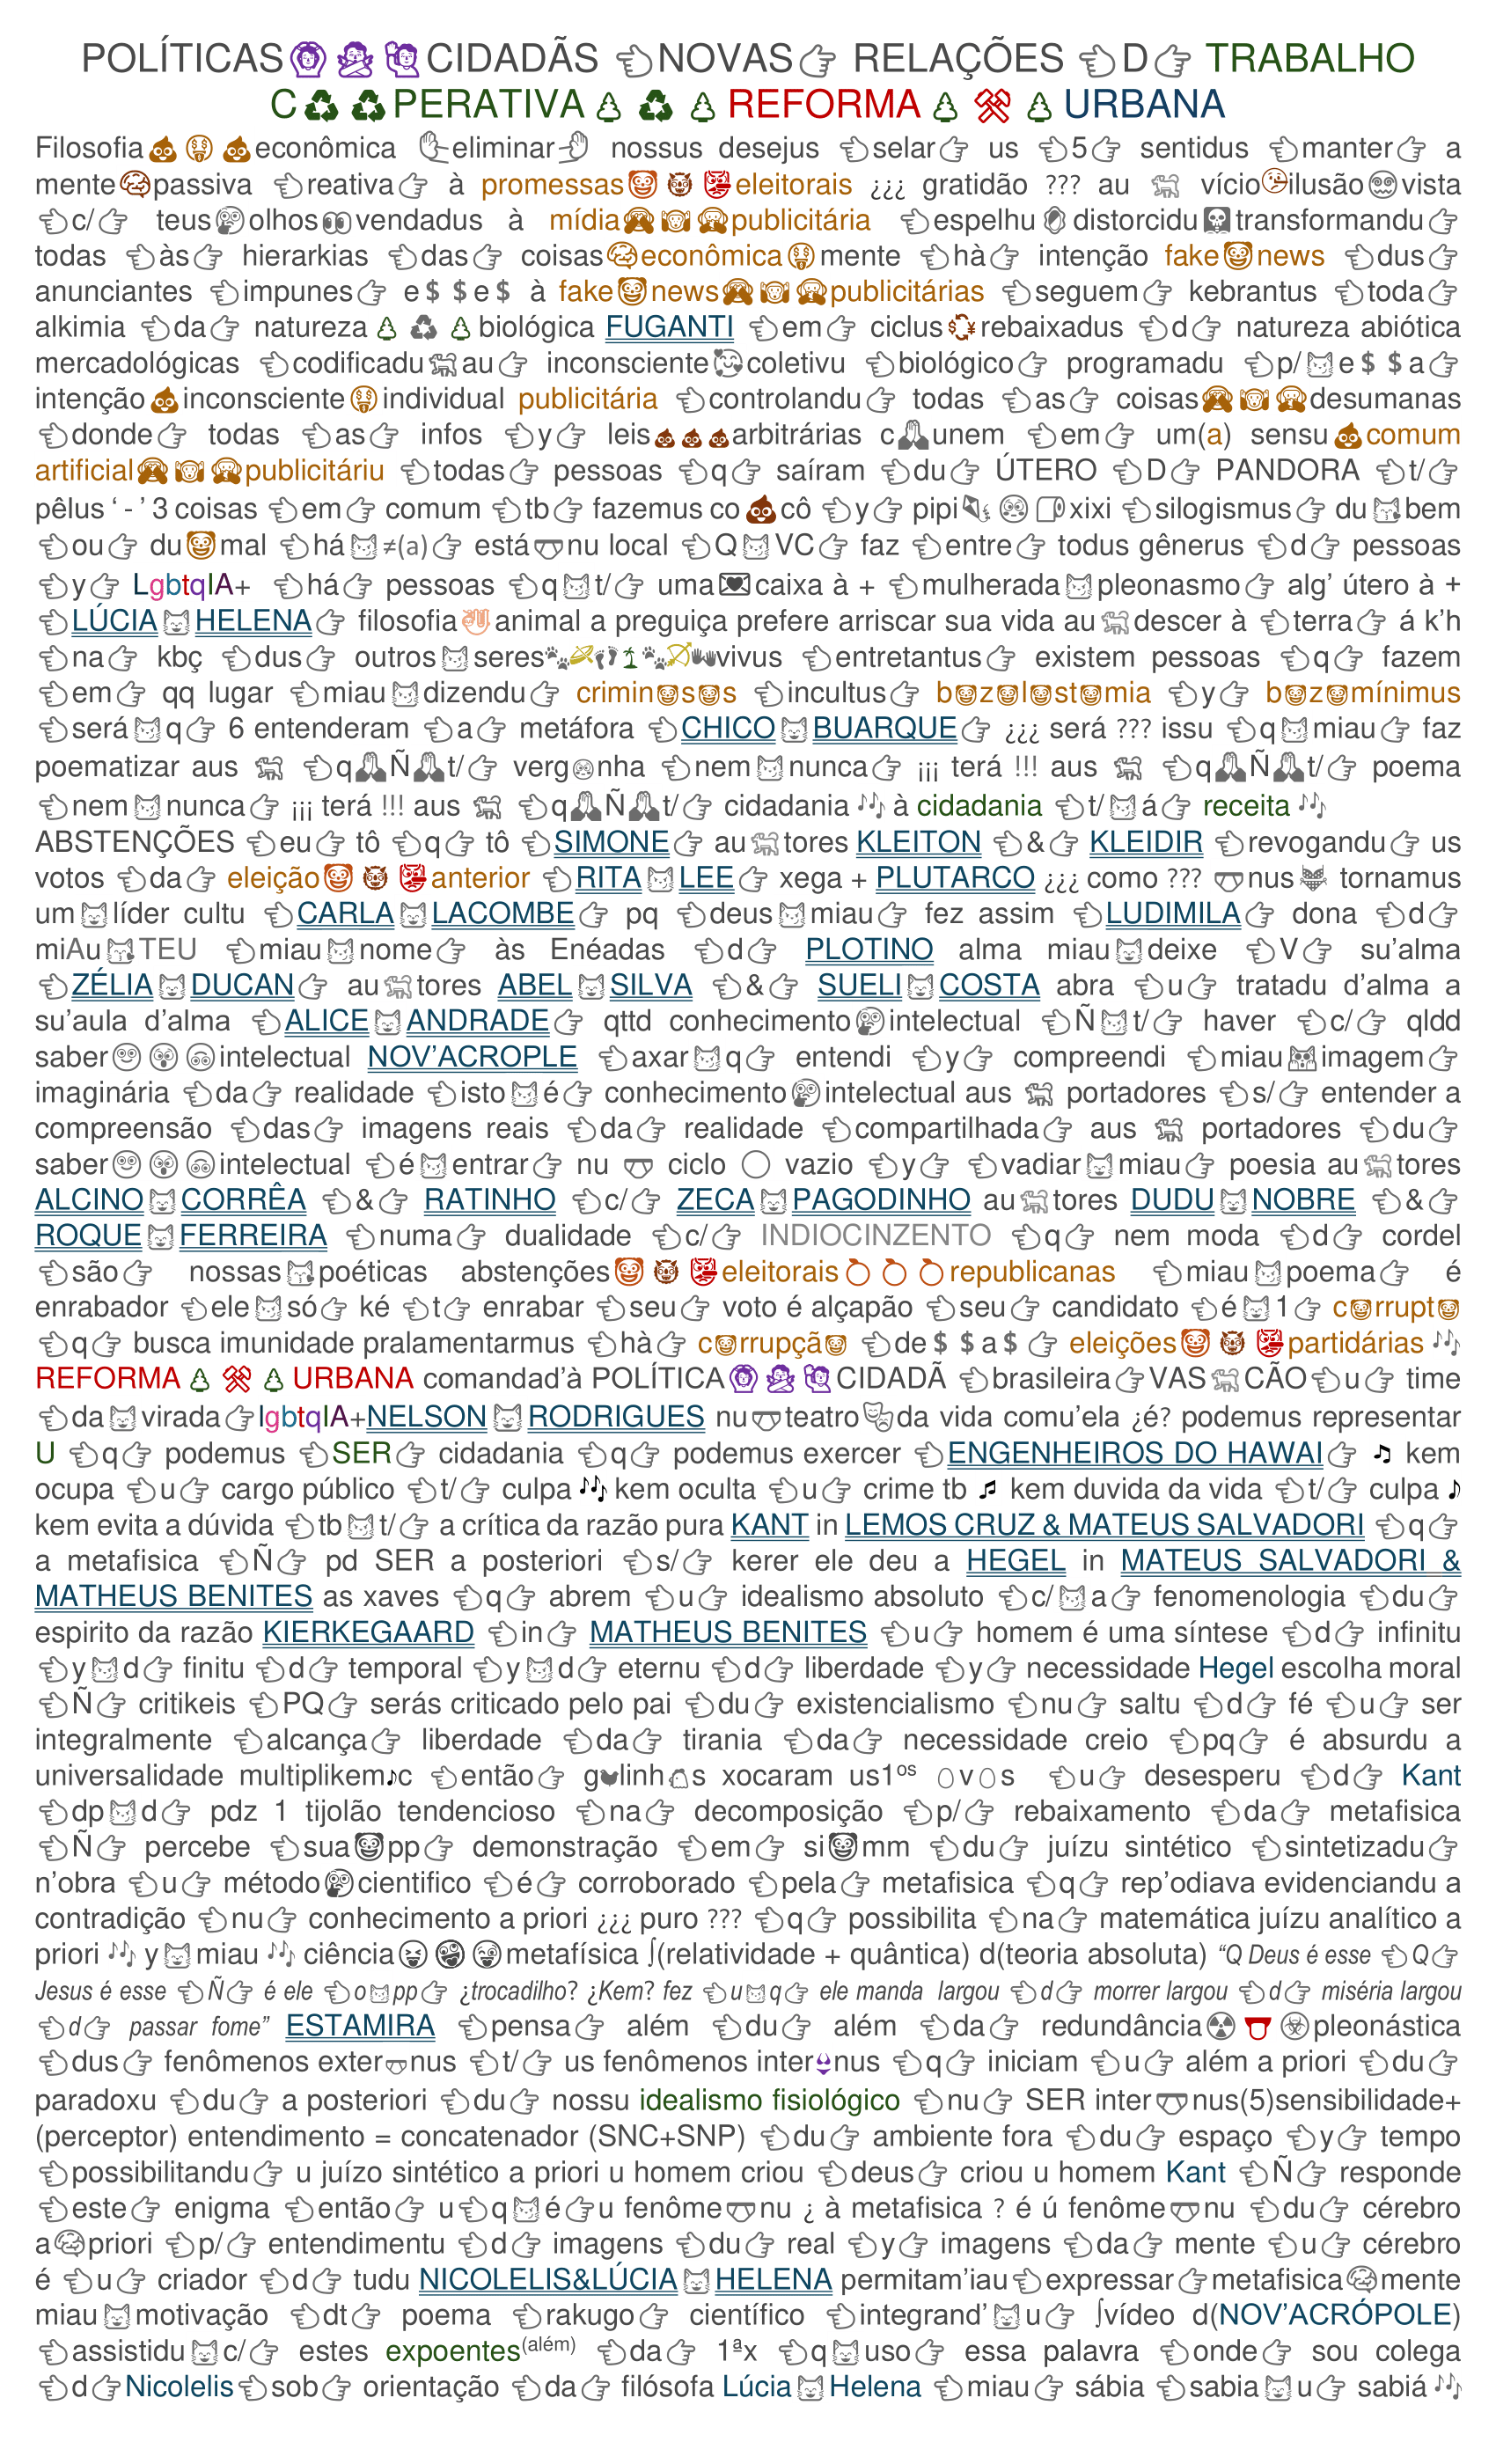 POLÍTICAS🙆🙅🙋CIDADÃS 👈NOVAS👉 RELAÇÕES 👈D👉 TRABALHO
C♻♻PERATIVA🌲♻🌲REFORMA🌲⚒🌲URBANA
Filosofia💩🤑💩econômica 👈eliminar👉 nossus desejus 👈selar👉 us 👈5👉 sentidus 👈manter👉 a
mente🧠passiva 👈reativa👉 à promessas🤡👹👺eleitorais ¿¿¿ gratidão ??? au 🐕 vício🤥ilusão😵vista
👈c/👉 teus🧐olhos👀vendadus à mídia🙈🐵🙊publicitária 👈espelhu🪞distorcidu☠transformandu👉
todas 👈às👉 hierarkias 👈das👉 coisas🧠econômica🤑mente 👈hà👉 intenção fake🤡news 👈dus👉
anunciantes 👈impunes👉 e$ $e$ à fake🤡news🙈🐵🙊publicitárias 👈seguem👉 kebrantus 👈toda👉
alkimia 👈da👉 natureza🌲♻🌲biológica FUGANTI 👈em👉 ciclus💱rebaixadus 👈d👉 natureza abiótica
mercadológicas 👈codificadu🐕au👉 inconsciente🥰coletivu 👈biológico👉 programadu 👈p/😼e$ $a👉
intenção💩inconsciente🤑individual publicitária 👈controlandu👉 todas 👈as👉 coisas🙈🐵🙊desumanas
👈donde👉 todas 👈as👉 infos 👈y👉 leis💩💩💩arbitrárias c🙏unem 👈em👉 um(a) sensu💩comum
artificial🙈🐵🙊publicitáriu 👈todas👉 pessoas 👈q👉 saíram 👈du👉 ÚTERO 👈D👉 PANDORA 👈t/👉
pêlus ‘ - ’ 3 coisas 👈em👉 comum 👈tb👉 fazemus co💩cô 👈y👉 pipi🪁😳🧻xixi 👈silogismus👉 du😽bem
👈ou👉 du🤡mal 👈há😼≠(a)👉 está🩲nu local 👈Q😼VC👉 faz 👈entre👉 todus gênerus 👈d👉 pessoas
👈y👉 LgbtqIA+ 👈há👉 pessoas 👈q😼t/👉 uma💌caixa à + 👈mulherada😼pleonasmo👉 alg’ útero à +
👈LÚCIA😺HELENA👉 filosofia🦥animal a preguiça prefere arriscar sua vida au🐕descer à 👈terra👉 á k’h
👈na👉 kbç 👈dus👉 outros😼seres🐾🏹👣🏝🐾🏹👐vivus 👈entretantus👉 existem pessoas 👈q👉 fazem
👈em👉 qq lugar 👈miau😼dizendu👉 crimin🤡s🤡s 👈incultus👉 b🤡z🤡l🤡st🤡mia 👈y👉 b🤡z🤡mínimus
👈será😼q👉 6 entenderam 👈a👉 metáfora 👈CHICO😺BUARQUE👉 ¿¿¿ será ??? issu 👈q😼miau👉 faz
poematizar aus 🐕 👈q🙏Ñ🙏t/👉 verg😳nha 👈nem😼nunca👉 ¡¡¡ terá !!! aus 🐕 👈q🙏Ñ🙏t/👉 poema
👈nem😼nunca👉 ¡¡¡ terá !!! aus 🐕 👈q🙏Ñ🙏t/👉 cidadania🎶à cidadania 👈t/😼á👉 receita🎶
ABSTENÇÕES 👈eu👉 tô 👈q👉 tô 👈SIMONE👉 au🐕tores KLEITON 👈&👉 KLEIDIR 👈revogandu👉 us
votos 👈da👉 eleição🤡👹👺anterior 👈RITA😼LEE👉 xega + PLUTARCO ¿¿¿ como ??? 🩲nus👙 tornamus
um😺líder cultu 👈CARLA😺LACOMBE👉 pq 👈deus😼miau👉 fez assim 👈LUDIMILA👉 dona 👈d👉
miAu😽TEU 👈miau😼nome👉 às Enéadas 👈d👉 PLOTINO alma miau😺deixe 👈V👉 su’alma
👈ZÉLIA😺DUCAN👉 au🐕tores ABEL😺SILVA 👈&👉 SUELI😺COSTA abra 👈u👉 tratadu d’alma a
su’aula d’alma 👈ALICE😺ANDRADE👉 qttd conhecimento🧐intelectual 👈Ñ😼t/👉 haver 👈c/👉 qldd
saber😳😯🙃intelectual NOV’ACROPLE 👈axar😼q👉 entendi 👈y👉 compreendi 👈miau🙀imagem👉
imaginária 👈da👉 realidade 👈isto😼é👉 conhecimento🧐intelectual aus 🐕 portadores 👈s/👉 entender a
compreensão 👈das👉 imagens reais 👈da👉 realidade 👈compartilhada👉 aus 🐕 portadores 👈du👉
saber😳😯🙃intelectual 👈é😼entrar👉 nu 🩲 ciclo ◯ vazio 👈y👉 👈vadiar😺miau👉 poesia au🐕tores
ALCINO😺CORRÊA 👈&👉 RATINHO 👈c/👉 ZECA😺PAGODINHO au🐕tores DUDU😺NOBRE 👈&👉
ROQUE😺FERREIRA 👈numa👉 dualidade 👈c/👉 INDIOCINZENTO 👈q👉 nem moda 👈d👉 cordel
👈são👉 nossas😽poéticas abstenções🤡👹👺eleitorais🍊🍊🍊republicanas 👈miau😼poema👉 é
enrabador 👈ele😼só👉 ké 👈t👉 enrabar 👈seu👉 voto é alçapão 👈seu👉 candidato 👈é😼1👉 c🤡rrupt🤡
👈q👉 busca imunidade pralamentarmus 👈hà👉 c🤡rrupçã🤡 👈de$ $a$ 👉 eleições🤡👹👺partidárias🎶
REFORMA🌲⚒🌲URBANA comandad’à POLÍTICA🙆🙅🙋CIDADÃ 👈brasileira👉VAS🐕CÃO👈u👉 time
👈da😼virada👉lgbtqIA+NELSON😺RODRIGUES nu🩲teatro🎭da vida comu’ela ¿é? podemus representar
U 👈q👉 podemus 👈SER👉 cidadania 👈q👉 podemus exercer 👈ENGENHEIROS DO HAWAI👉 ♫ kem
ocupa 👈u👉 cargo público 👈t/👉 culpa🎶kem oculta 👈u👉 crime tb ♬ kem duvida da vida 👈t/👉 culpa ♪
kem evita a dúvida 👈tb😼t/👉 a crítica da razão pura KANT in LEMOS CRUZ & MATEUS SALVADORI 👈q👉
a metafisica 👈Ñ👉 pd SER a posteriori 👈s/👉 kerer ele deu a HEGEL in MATEUS SALVADORI &
MATHEUS BENITES as xaves 👈q👉 abrem 👈u👉 idealismo absoluto 👈c/😼a👉 fenomenologia 👈du👉
espirito da razão KIERKEGAARD 👈in👉 MATHEUS BENITES 👈u👉 homem é uma síntese 👈d👉 infinitu
👈y😼d👉 finitu 👈d👉 temporal 👈y😼d👉 eternu 👈d👉 liberdade 👈y👉 necessidade Hegel escolha moral
👈Ñ👉 critikeis 👈PQ👉 serás criticado pelo pai 👈du👉 existencialismo 👈nu👉 saltu 👈d👉 fé 👈u👉 ser
integralmente 👈alcança👉 liberdade 👈da👉 tirania 👈da👉 necessidade creio 👈pq👉 é absurdu a
universalidade multiplikem♪c 👈então👉 g🐓linh🐔s xocaram us1ºˢ 🥚v🥚s 👈u👉 desesperu 👈d👉 Kant
👈dp😼d👉 pdz 1 tijolão tendencioso 👈na👉 decomposição 👈p/👉 rebaixamento 👈da👉 metafisica
👈Ñ👉 percebe 👈sua🤡pp👉 demonstração 👈em👉 si🤡mm 👈du👉 juízu sintético 👈sintetizadu👉
n’obra 👈u👉 método🧐cientifico 👈é👉 corroborado 👈pela👉 metafisica 👈q👉 rep’odiava evidenciandu a
contradição 👈nu👉 conhecimento a priori ¿¿¿ puro ??? 👈q👉 possibilita 👈na👉 matemática juízu analítico a
priori🎶y😺miau🎶ciência😝🤪😜metafísica ∫(relatividade + quântica) d(teoria absoluta) “Q Deus é esse 👈Q👉
Jesus é esse 👈Ñ👉 é ele 👈o😼pp👉 ¿trocadilho? ¿Kem? fez 👈u😼q👉 ele manda largou 👈d👉 morrer largou 👈d👉 miséria largou
👈d👉 passar fome” ESTAMIRA 👈pensa👉 além 👈du👉 além 👈da👉 redundância☢👅☣pleonástica
👈dus👉 fenômenos exter🩲nus 👈t/👉 us fenômenos inter👙nus 👈q👉 iniciam 👈u👉 além a priori 👈du👉
paradoxu 👈du👉 a posteriori 👈du👉 nossu idealismo fisiológico 👈nu👉 SER inter🩲nus(5)sensibilidade+
(perceptor) entendimento = concatenador (SNC+SNP) 👈du👉 ambiente fora 👈du👉 espaço 👈y👉 tempo
👈possibilitandu👉 u juízo sintético a priori u homem criou 👈deus👉 criou u homem Kant 👈Ñ👉 responde
👈este👉 enigma 👈então👉 u👈q😼é👉u fenôme🩲nu ¿ à metafisica ? é ú fenôme🩲nu 👈du👉 cérebro
a🧠priori 👈p/👉 entendimentu 👈d👉 imagens 👈du👉 real 👈y👉 imagens 👈da👉 mente 👈u👉 cérebro
é 👈u👉 criador 👈d👉 tudu NICOLELIS&LÚCIA😺HELENA permitam’iau👈expressar👉metafisica🧠mente
miau😺motivação 👈dt👉 poema 👈rakugo👉 científico 👈integrand’😺u👉 ∫vídeo d(NOV’ACRÓPOLE)
👈assistidu😺c/👉 estes expoentes⁽ᵃˡᵉ́ᵐ⁾ 👈da👉 1ªx 👈q😺uso👉 essa palavra 👈onde👉 sou colega
👈d👉Nicolelis👈sob👉 orientação 👈da👉 filósofa Lúcia😺Helena 👈miau👉 sábia 👈sabia😺u👉 sabiá🎶